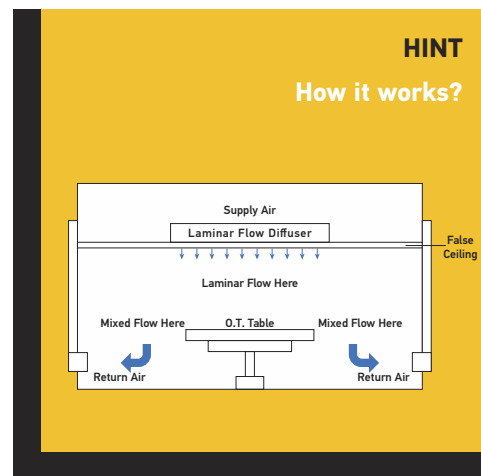 HINT
How it works?
Supply Air
Laminar Flow Diffuser
False
Ceiling
Laminar Flow Here
Mixed Flow Here
O.T. Table
Mixed Flow Here
Return Air
Return Air